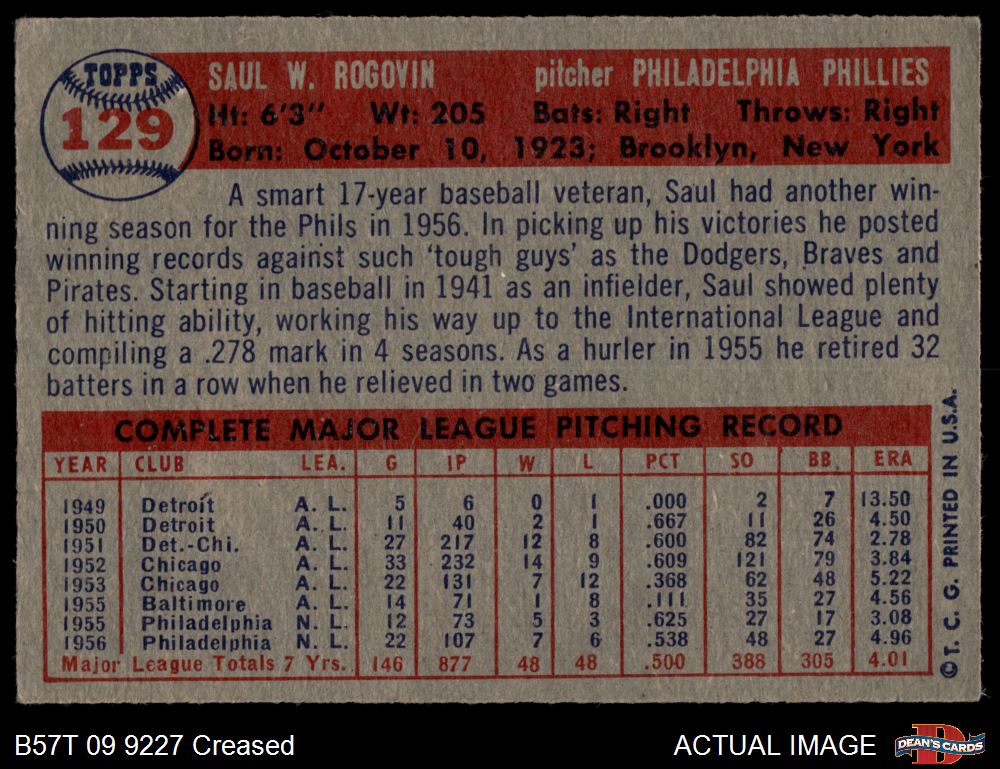 TOPPS
129
SAUL W. ROGOVIN pitcher PHILADELPHIA PHILLIES
Ht: 6'3" Wt: 205 Bats: Right Throws: Right
Born: October 10, 1923; Brooklyn, New York
A smart 17-year baseball veteran, Saul had another win-
ning season for the Phils in 1956. In picking up his victories he posted
winning records against such 'tough guys' as the Dodgers, Braves and
Pirates. Starting in baseball in 1941 as an infielder, Saul showed plenty
of hitting ability, working his way up to the International League and
compiling a .278 mark in 4 seasons. As a hurler in 1955 he retired 32
batters in a row when he relieved in two games.
COMPLETE MAJOR LEAGUE PITCHING RECORD
YEAR CLUB LEA. G IP W L PCT SO BB. ERA
1949 Detroit A. L. 5 6 0 1 .000 2 7 13.50
1950 Detroit A. L. 11 40 2 1 .667 11 26 4.50
1951 Det.-Chi. A. L. 27 217 12 8 .600 82 74 2.78
1952 Chicago A. L. 33 232 14 9 .609 121 79 3.84
1953 Chicago A. L. 22 131 7 12 .368 62 48 5.22
1955 Baltimore A. L. 14 71 1 8 .111 35 27 4.56
1955 Philadelphia N. L. 12 73 5 3 .625 27 17 3.08
1956 Philadelphia N. L. 22 107 7 6 .538 48 27 4.96
Major League Totals 7 Yrs. 146 877 48 48 .500 388 305 4.01
©T. C. G. PRINTED IN U.S.A.
B57T 09 9227 Creased
ACTUAL IMAGE
DEAN'S CARDS